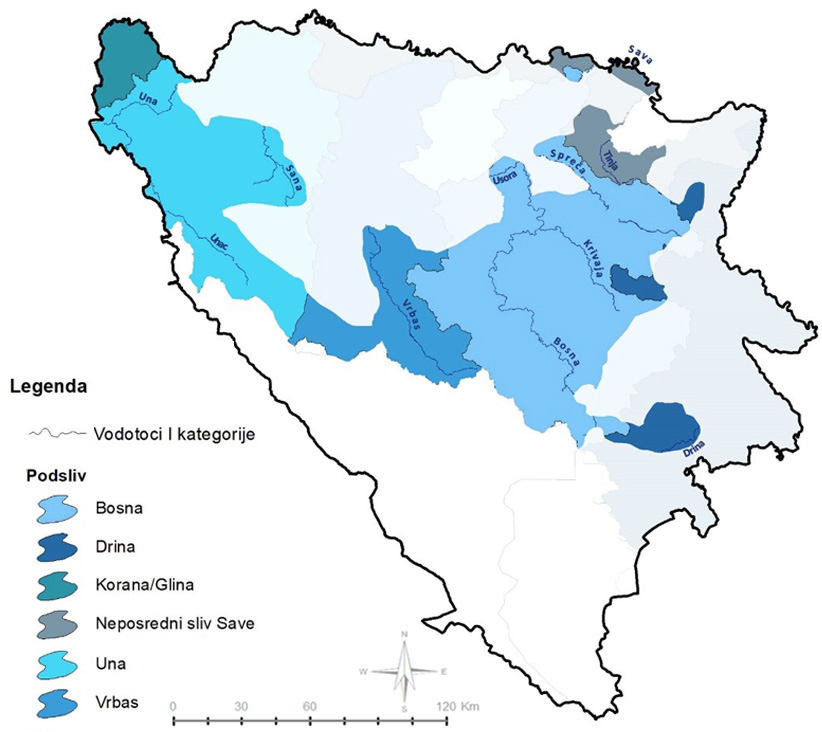 Sava
Una
Sana
Unac
Vrbas
Usora
Spreča
Tinja
Krivaja
Bosna
Drina
Legenda
Vodotoci I kategorije
Podsliv
Bosna
Drina
Korana/Glina
Neposredni sliv Save
Una
Vrbas
N
W E
S
0 30 60 120 Km